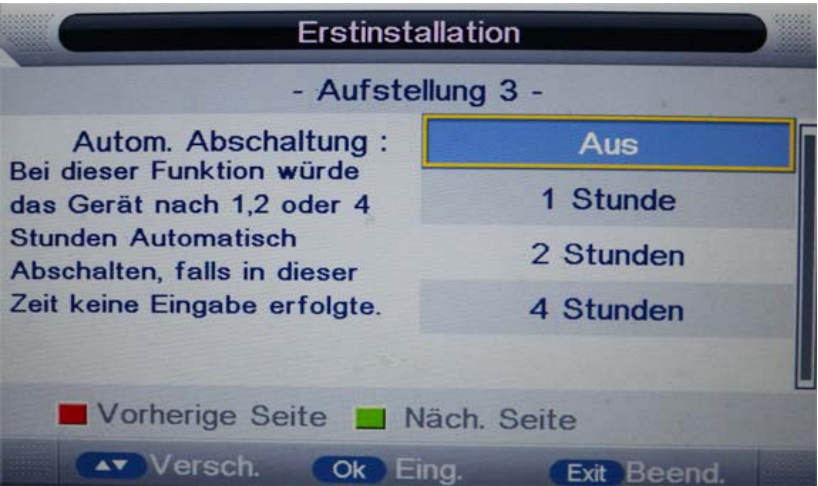 Erstinstallation
- Aufstellung 3 -
Autom. Abschaltung :
Bei dieser Funktion würde
das Gerät nach 1,2 oder 4
Stunden Automatisch
Abschalten, falls in dieser
Zeit keine Eingabe erfolgte.
Aus
1 Stunde
2 Stunden
4 Stunden
Vorherige Seite Näch. Seite
Versch. Ok Eing. Exit Beend.